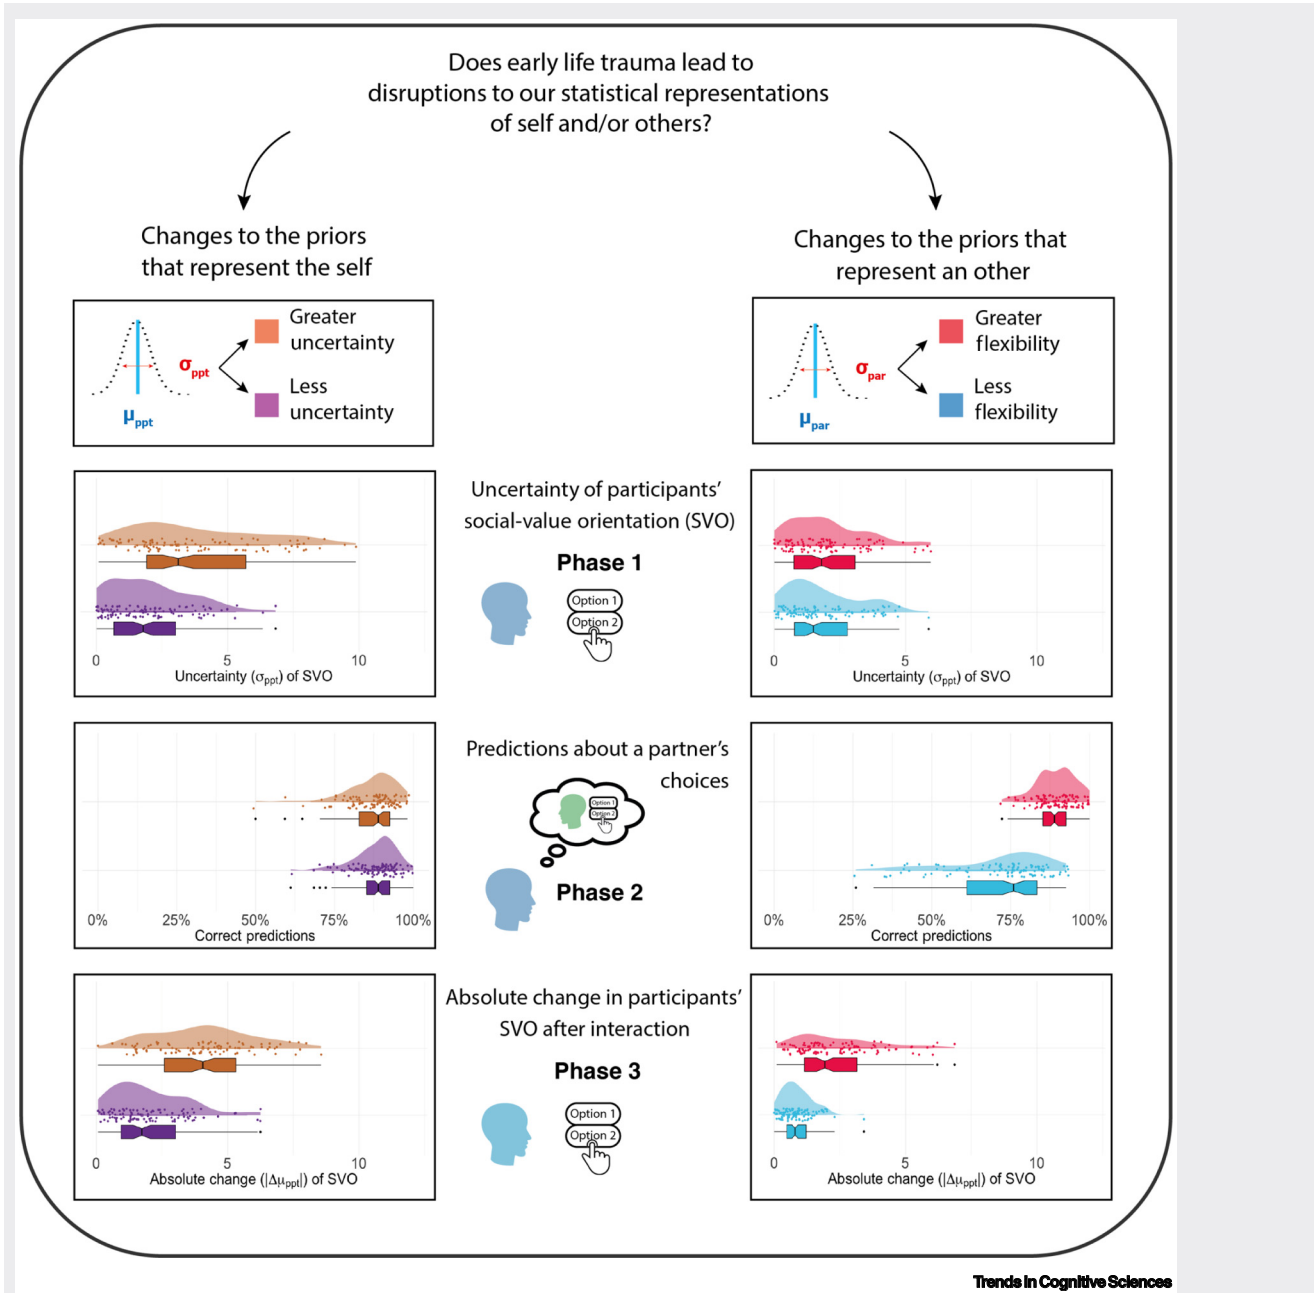 Does early life trauma lead to
disruptions to our statistical representations
of self and/or others?
Changes to the priors
that represent the self
Changes to the priors that
represent an other
Greater
uncertainty
σppt
Less
uncertainty
μppt
Greater
flexibility
σpar
Less
flexibility
μpar
Uncertainty of participants’
social-value orientation (SVO)
Phase 1
Option 1
Option 2
0 5 10
Uncertainty (σppt) of SVO
0 5 10
Uncertainty (σppt) of SVO
Predictions about a partner’s
choices
Option 1
Option 2
Phase 2
0% 25% 50% 75% 100%
Correct predictions
0% 25% 50% 75% 100%
Correct predictions
Absolute change in participants’
SVO after interaction
Phase 3
Option 1
Option 2
0 5 10
Absolute change (|Δμppt|) of SVO
0 5 10
Absolute change (|Δμppt|) of SVO
Trends in Cognitive Sciences